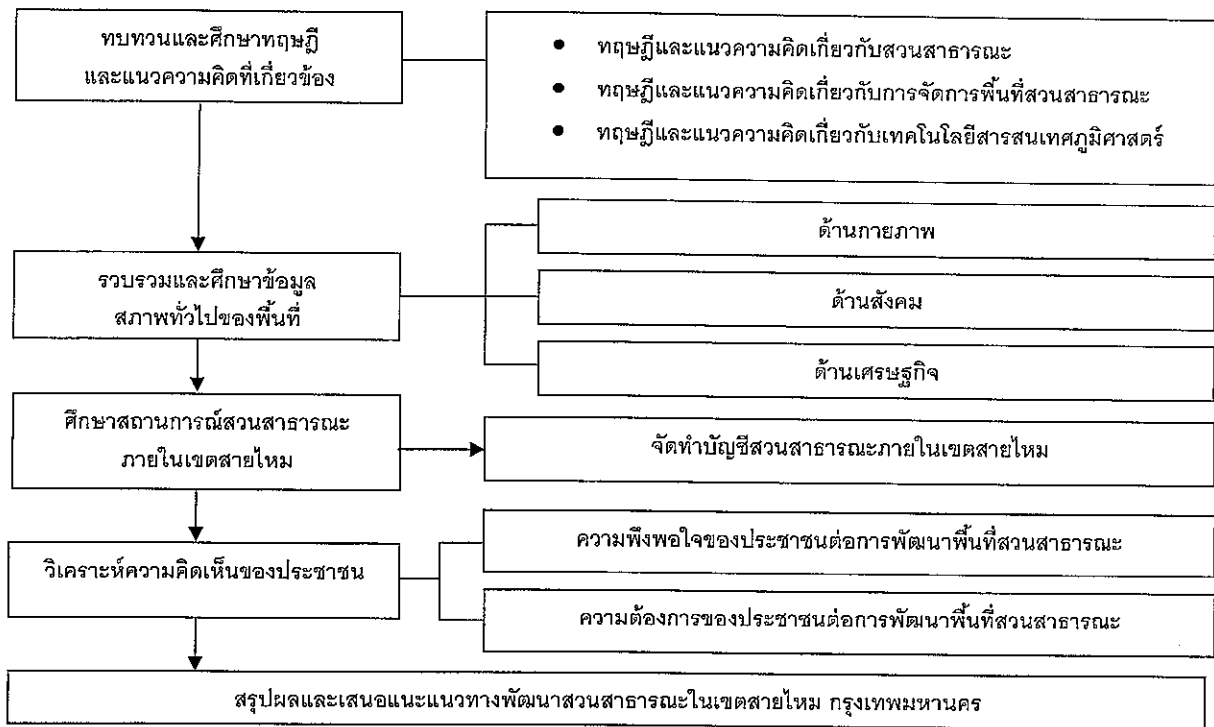 ทบทวนและศึกษาทฤษฎี
และแนวความคิดที่เกี่ยวข้อง
● ทฤษฎีและแนวความคิดเกี่ยวกับสวนสาธารณะ
● ทฤษฎีและแนวความคิดเกี่ยวกับการจัดการพื้นที่สวนสาธารณะ
● ทฤษฎีและแนวความคิดเกี่ยวกับเทคโนโลยีสารสนเทศภูมิศาสตร์
รวบรวมและศึกษาข้อมูล
สภาพทั่วไปของพื้นที่
ด้านกายภาพ
ด้านสังคม
ด้านเศรษฐกิจ
ศึกษาสถานการณ์สวนสาธารณะ
ภายในเขตสายไหม
จัดทำบัญชีสวนสาธารณะภายในเขตสายไหม
วิเคราะห์ความคิดเห็นของประชาชน
ความพึงพอใจของประชาชนต่อการพัฒนาพื้นที่สวนสาธารณะ
ความต้องการของประชาชนต่อการพัฒนาพื้นที่สวนสาธารณะ
สรุปผลและเสนอแนะแนวทางพัฒนาสวนสาธารณะในเขตสายไหม กรุงเทพมหานคร